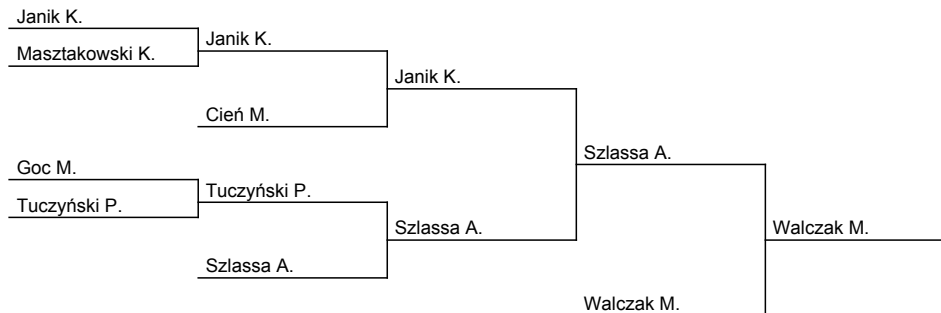 Janik K.
Masztakowski K.
Janik K.
Cień M.
Janik K.
Goc M.
Tuczyński P.
Tuczyński P.
Szlassa A.
Szlassa A.
Szlassa A.
Walczak M.
Walczak M.